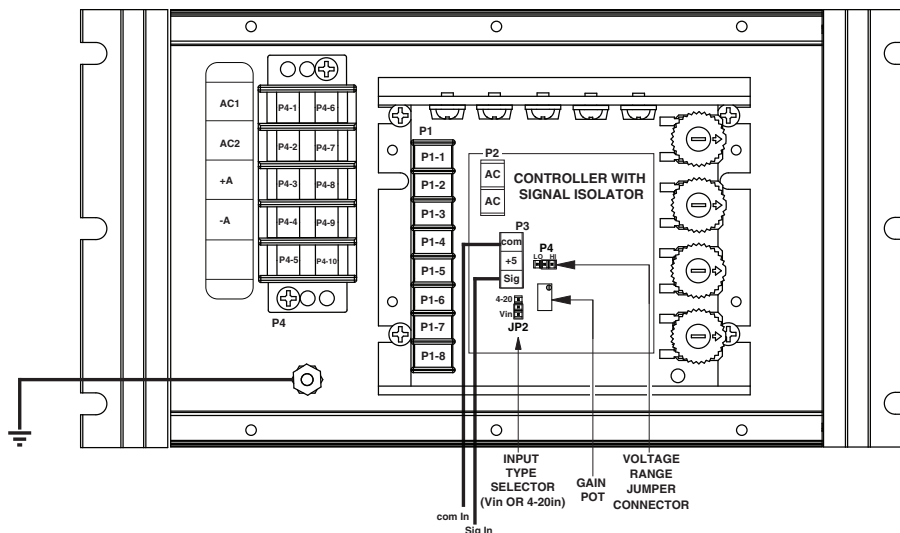 AC1
AC2
+A
-A
P4-1 P4-6
P4-2 P4-7
P4-3 P4-8
P4-4 P4-9
P4-5 P4-10
P4
P1
P1-1
P1-2
P1-3
P1-4
P1-5
P1-6
P1-7
P1-8
P2
AC
AC
CONTROLLER WITH
SIGNAL ISOLATOR
P3
com
+5
Sig
P4
LO HI
4-20
Vin
JP2
INPUT
TYPE
SELECTOR
(Vin OR 4-20in)
GAIN
POT
VOLTAGE
RANGE
JUMPER
CONNECTOR
com In
Sig In